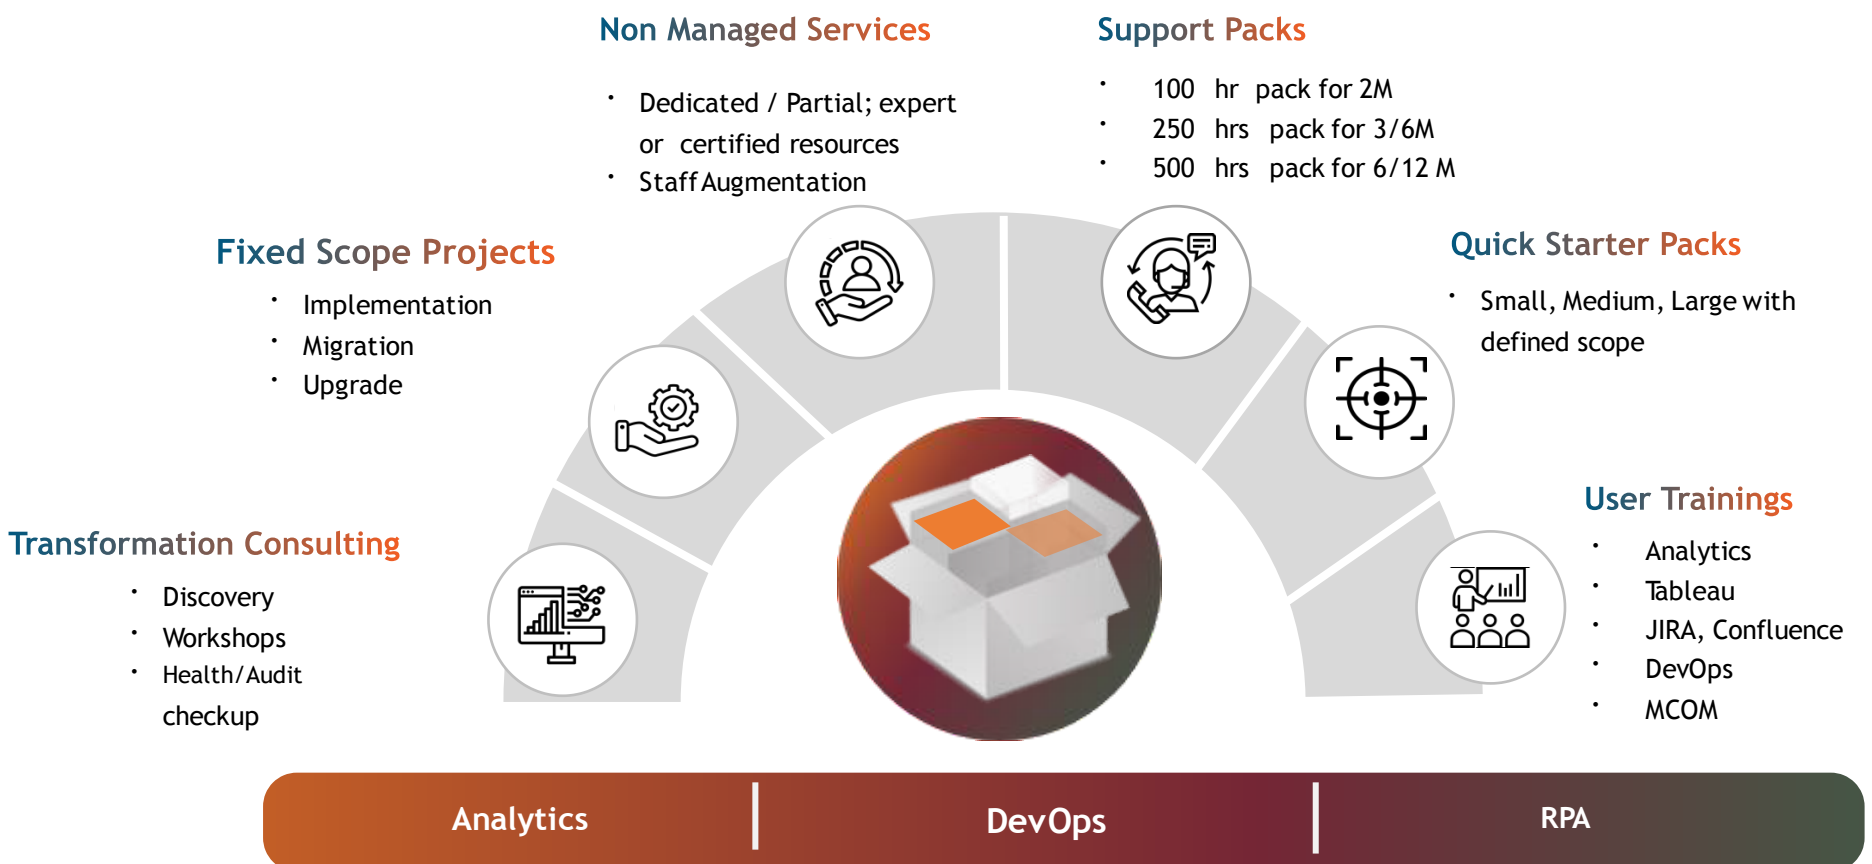 Non Managed Services
Dedicated / Partial; expert
or certified resources
Staff Augmentation
Support Packs
100 hr pack for 2M
250 hrs pack for 3/6M
500 hrs pack for 6/12 M
Fixed Scope Projects
Implementation
Migration
Upgrade
Quick Starter Packs
Small, Medium, Large with
defined scope
Transformation Consulting
Discovery
Workshops
Health/Audit
checkup
User Trainings
Analytics
Tableau
JIRA, Confluence
DevOps
MCOM
Analytics
DevOps
RPA